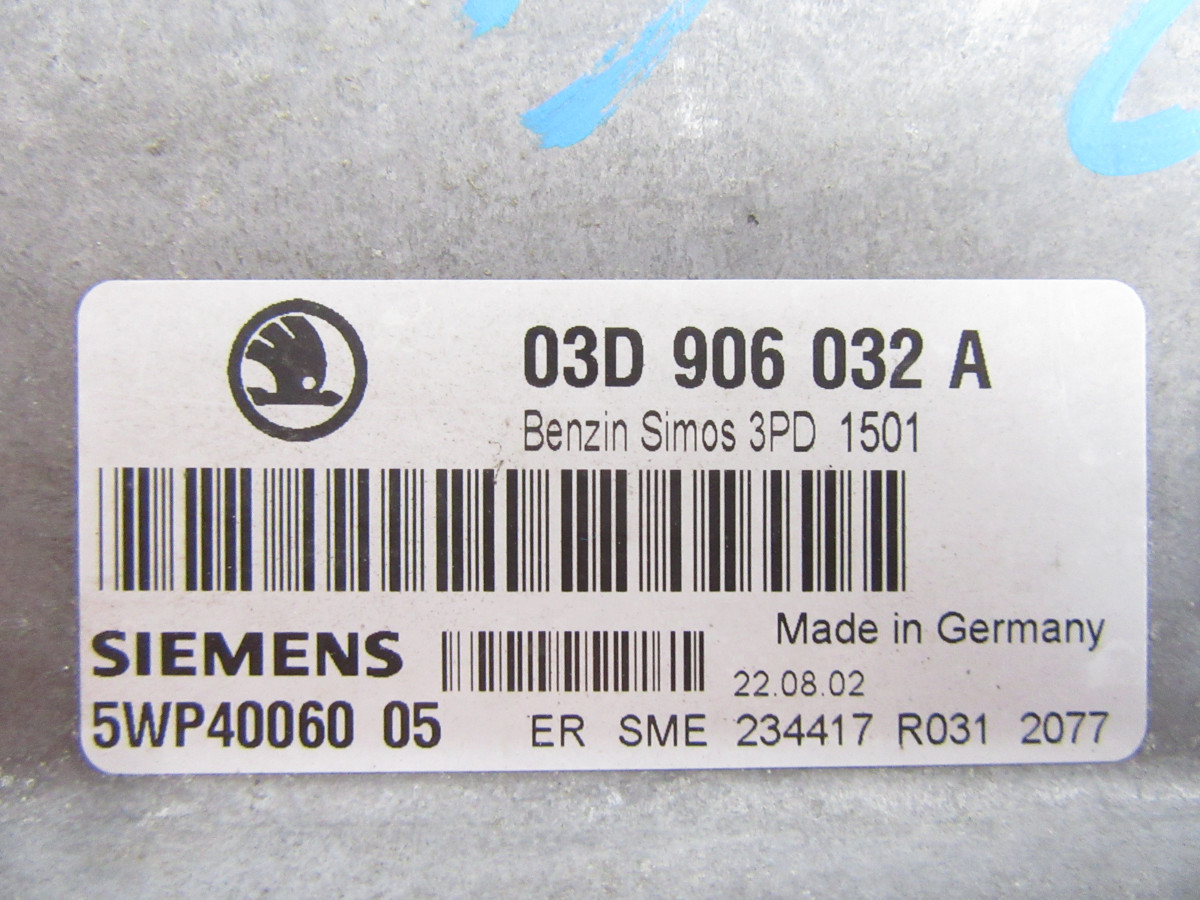 03D 906 032 A
Benzin Simos 3PD 1501
Made in Germany
SIEMENS
22.08.02
5WP40060 05
ER SME 234417 R031 2077